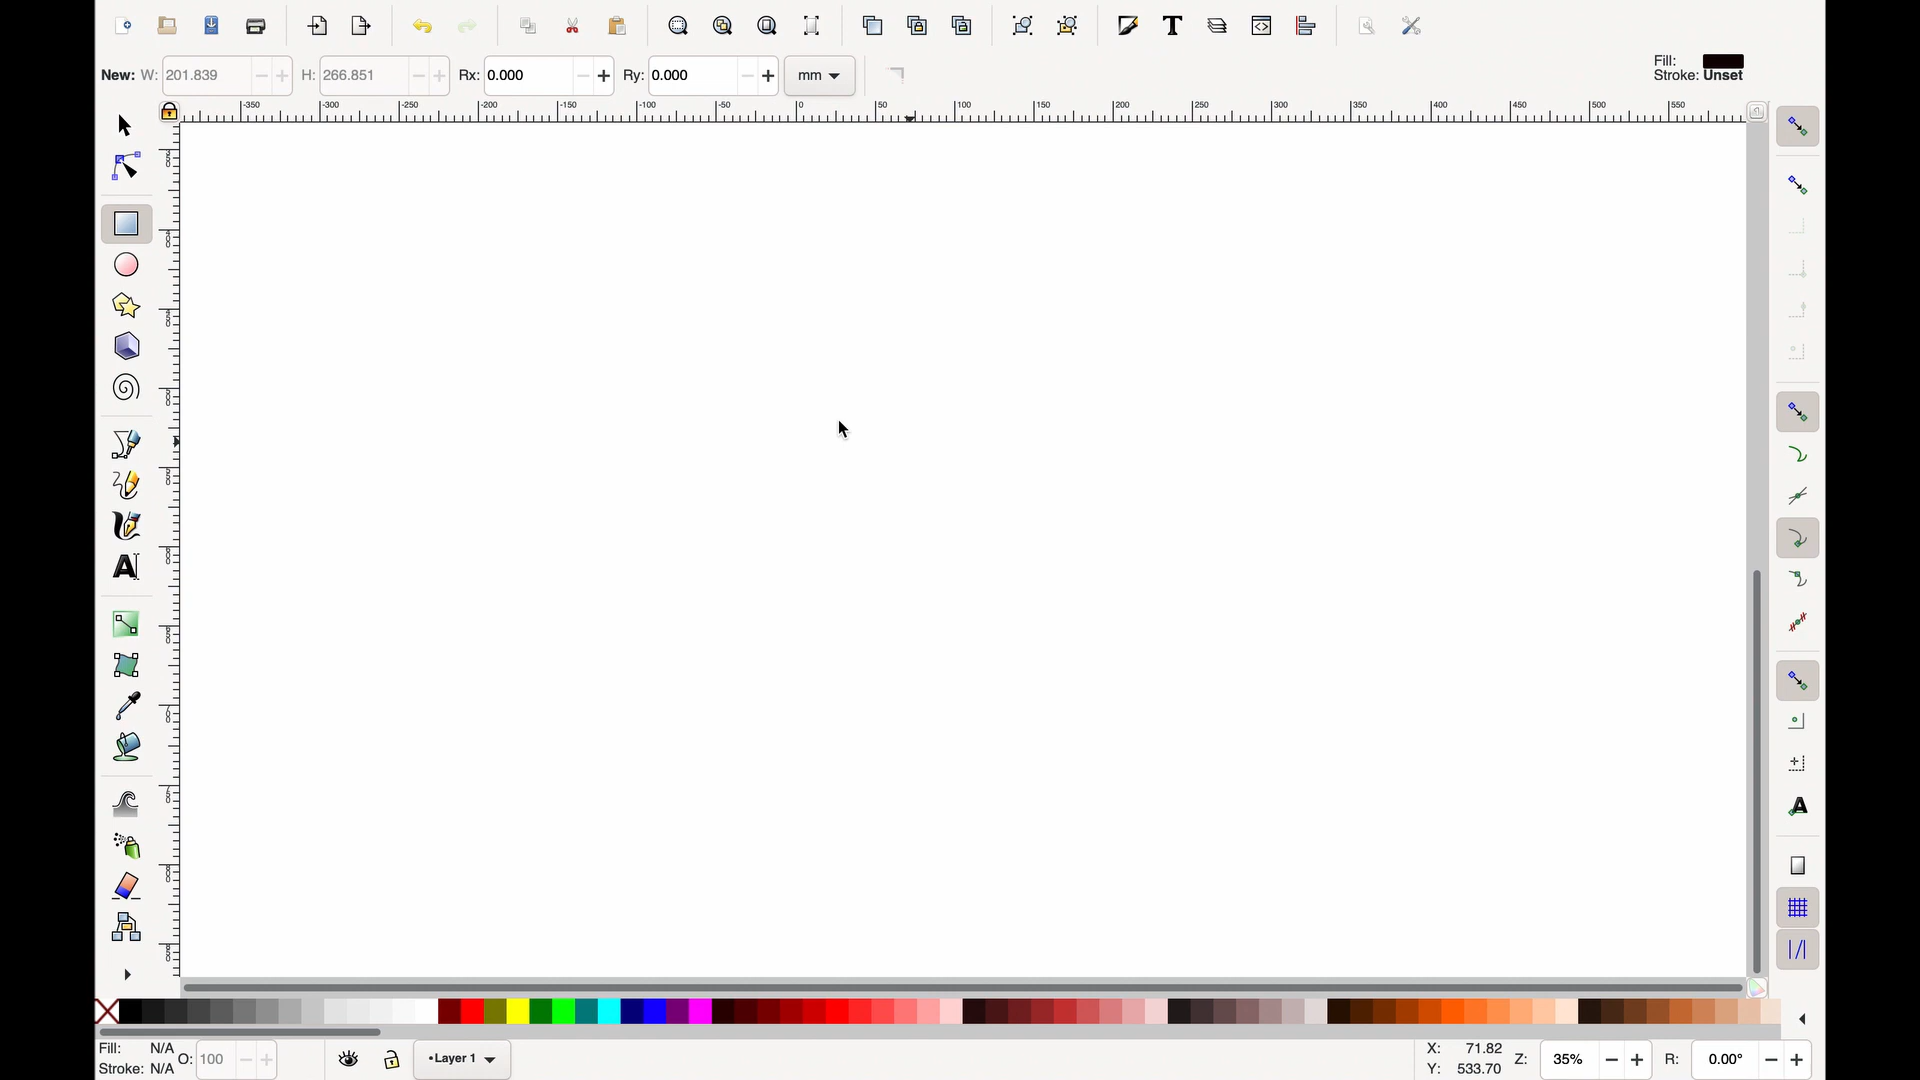 New: W: 201.839 H: 266.851 Rx: 0.000 Ry: 0.000 mm
Fill:
Stroke: Unset
-350 -300 -250 -200 -150 -100 -50 0 50 100 150 200 250 300 350 400 450 500 550
Fill: N/A
Stroke: N/A
O: 100
•Layer 1
X: 71.82
Y: 533.70
Z: 35%
R: 0.00°